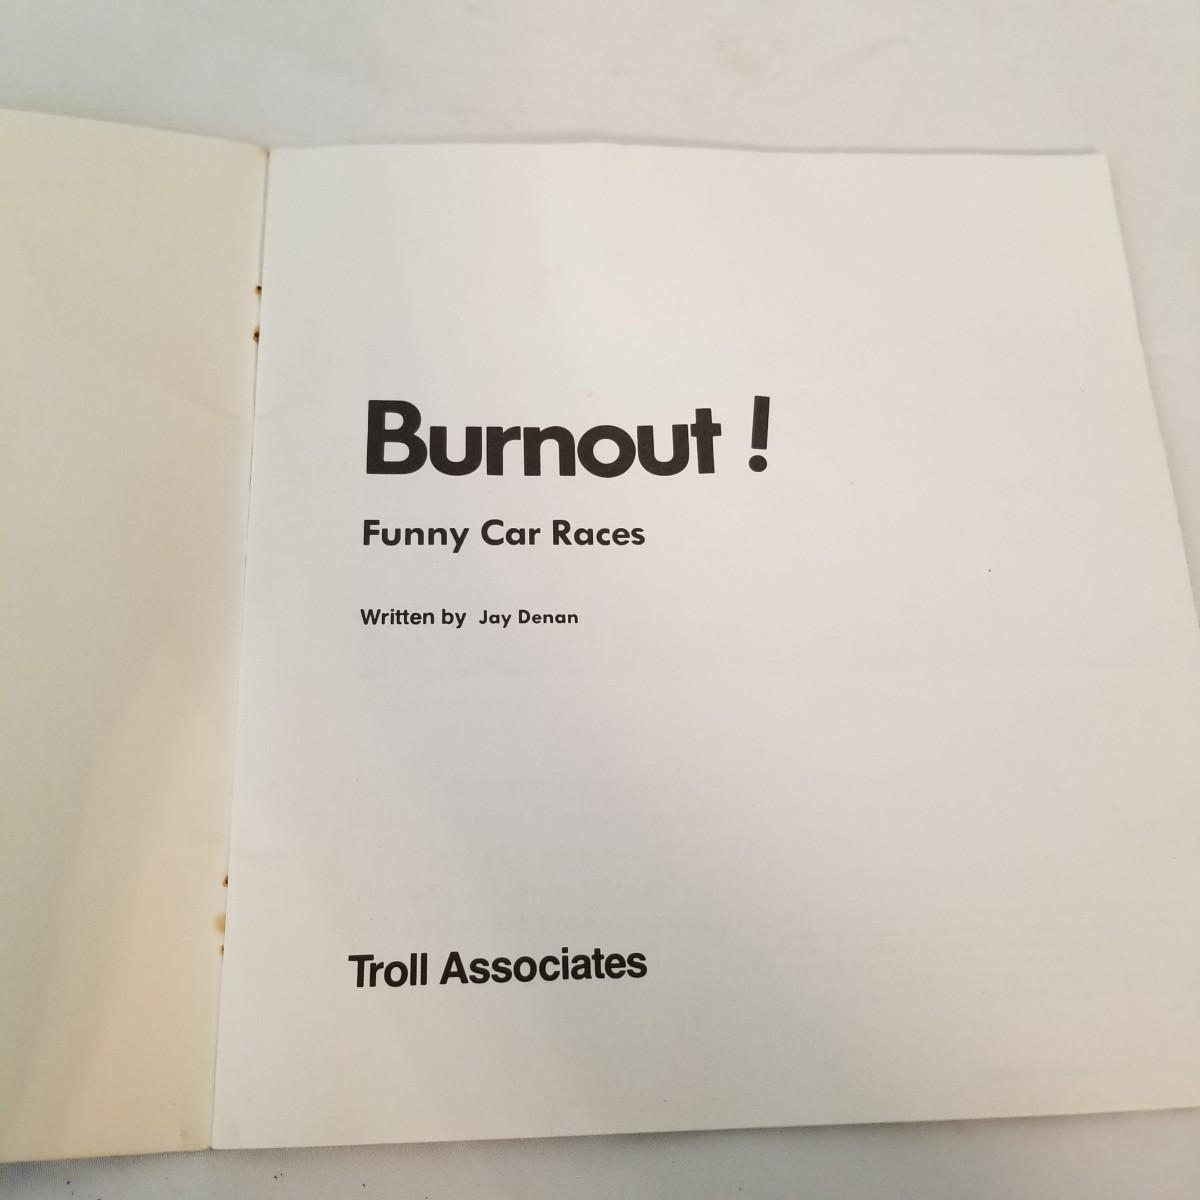 Burnout !
Funny Car Races
Written by Jay Denan
Troll Associates